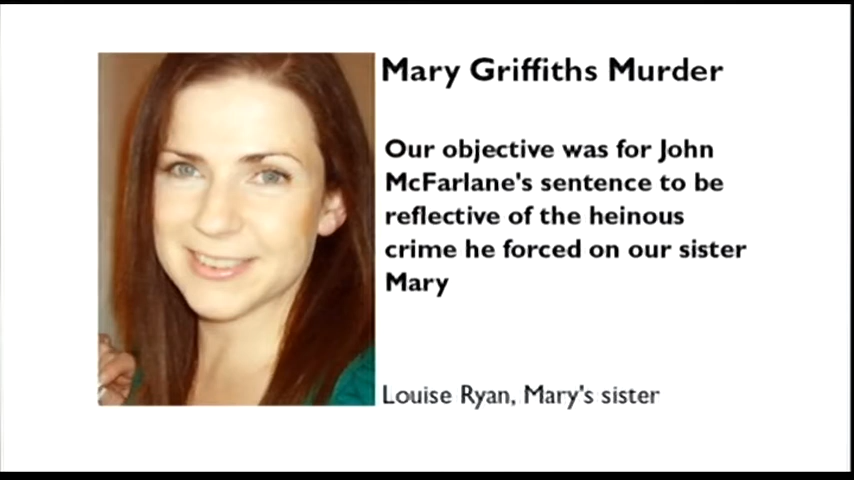 Mary Griffiths Murder
Our objective was for John
McFarlane's sentence to be
reflective of the heinous
crime he forced on our sister
Mary
Louise Ryan, Mary's sister